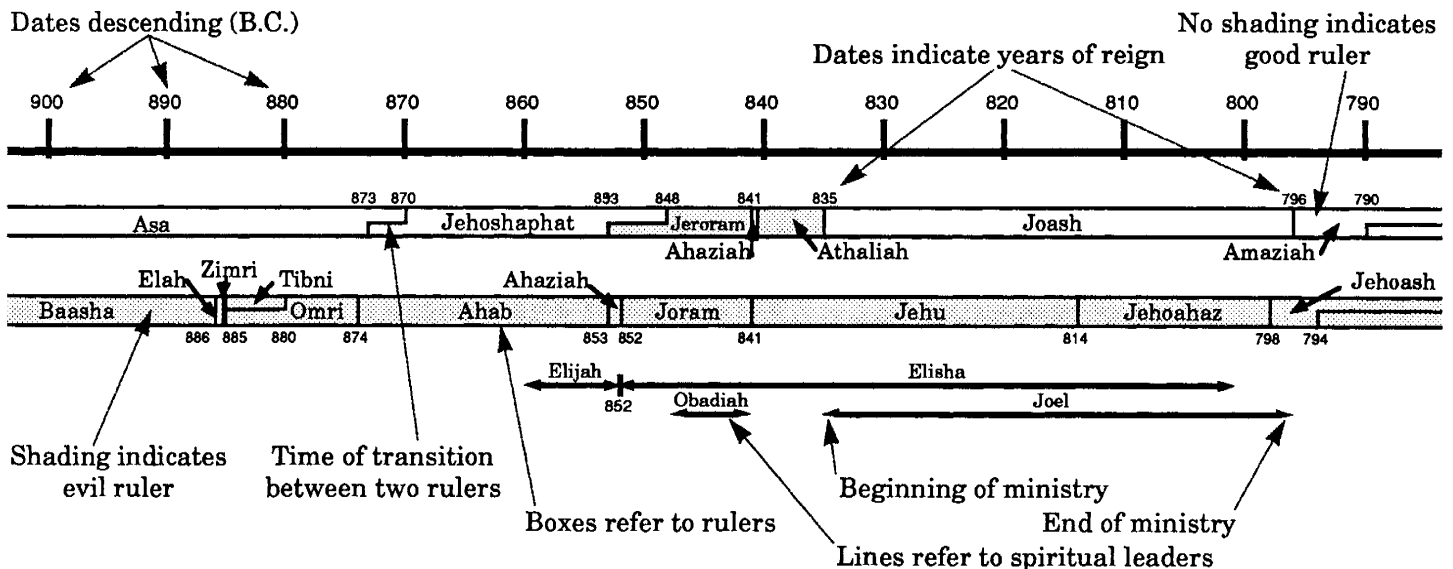 Dates descending (B.C.)
No shading indicates
good ruler
Dates indicate years of reign
900 890 880 870 860 850 840 830 820 810 800 790
873 870 893 848 841 835 796 790
Asa Jehoshaphat Jeroram Joash
Ahaziah Athaliah Amaziah
Elah Zimri Tibni Ahaziah Jehoash
Baasha Omri Ahab Joram Jehu Jehoahaz
886 885 880 874 853 852 841 814 798 794
Elijah Elisha
852 Obadiah Joel
Shading indicates
evil ruler
Time of transition
between two rulers
Boxes refer to rulers
Beginning of ministry
End of ministry
Lines refer to spiritual leaders